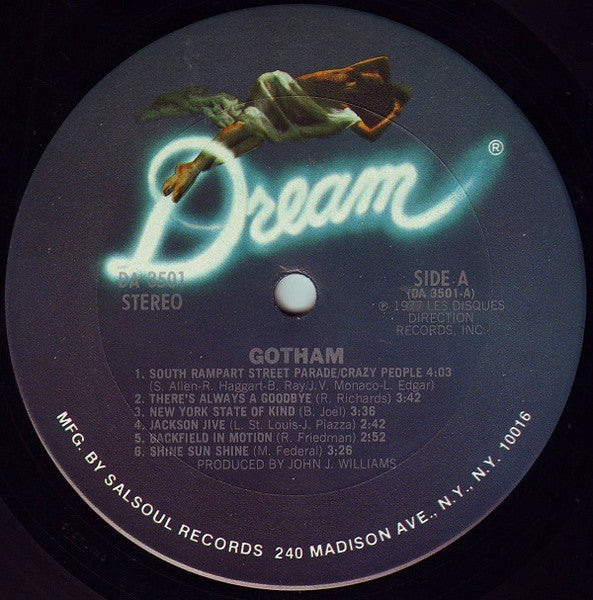 Dream ®
DA 3501
STEREO
SIDE A
(DA 3501-A)
℗ 1977 LES DISQUES
DIRECTION
RECORDS, INC.
GOTHAM
1. SOUTH RAMPART STREET PARADE/CRAZY PEOPLE 4:03
(S. Allen-R. Haggart-B. Ray/J.V. Monaco-L. Edgar)
2. THERE'S ALWAYS A GOODBYE (R. Richards) 3:42
3. NEW YORK STATE OF KIND (B. Joel) 3:36
4. JACKSON JIVE (L. St. Louis-J. Piazza) 2:42
5. BACKFIELD IN MOTION (R. Friedman) 2:52
6. SHINE SUN SHINE (M. Federal) 3:26
PRODUCED BY JOHN J. WILLIAMS
MFG. BY SALSOUL RECORDS 240 MADISON AVE., N.Y., N.Y. 10016